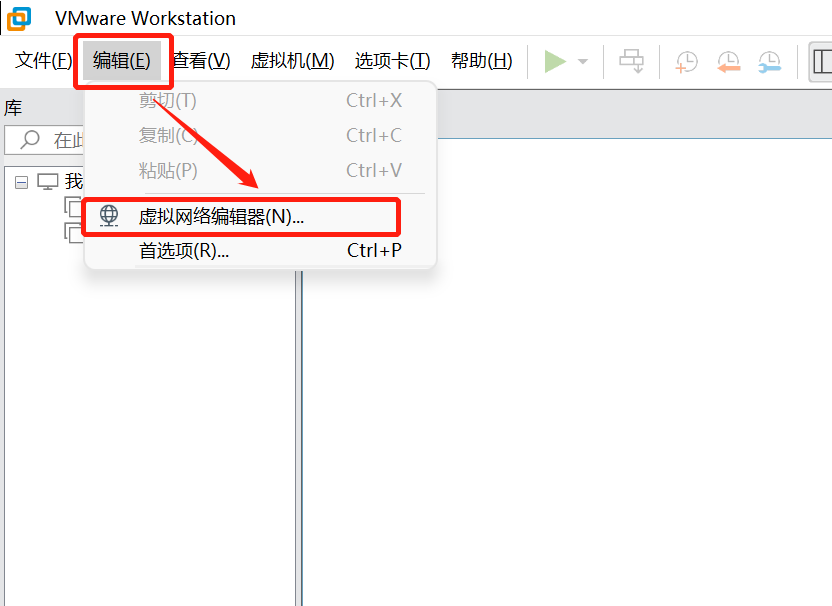 VMware Workstation
文件(F) 编辑(E) 查看(V) 虚拟机(M) 选项卡(T) 帮助(H)
库
在此
我
剪切(T) Ctrl+X
复制(C) Ctrl+C
粘贴(P) Ctrl+V
虚拟网络编辑器(N)...
首选项(R)... Ctrl+P